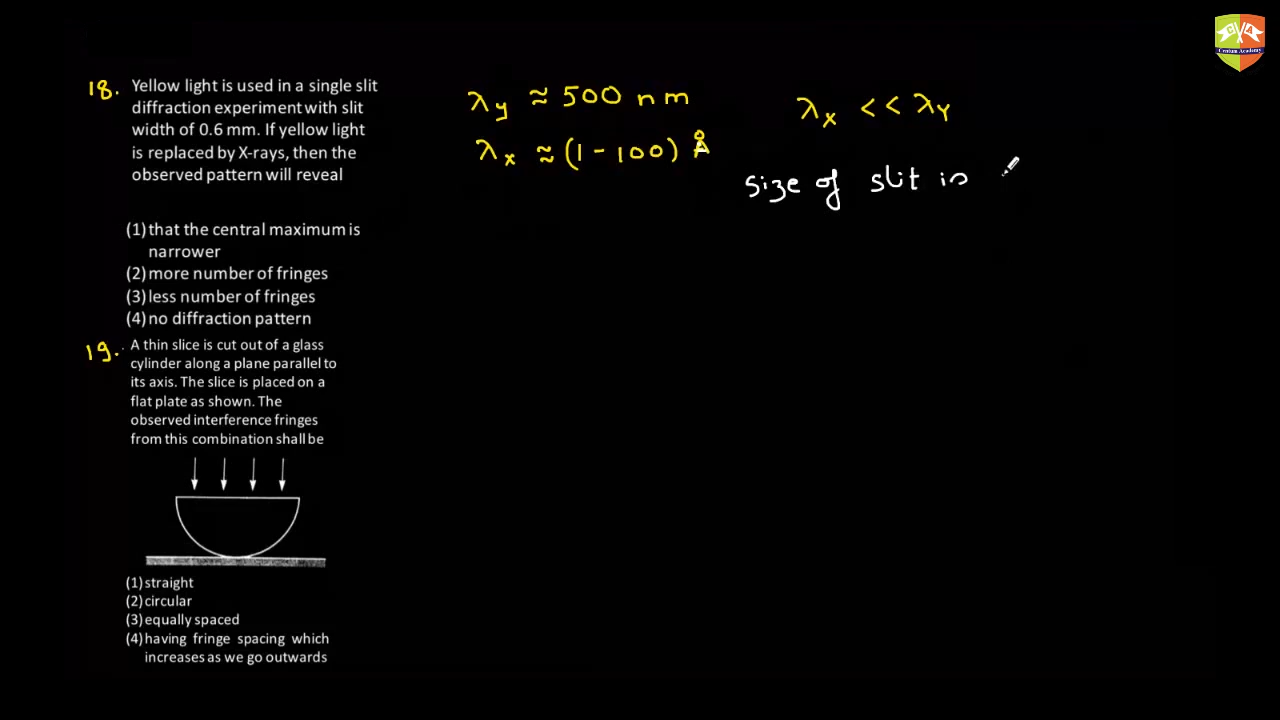 18. Yellow light is used in a single slit
diffraction experiment with slit
width of 0.6 mm. If yellow light
is replaced by X-rays, then the
observed pattern will reveal
(1) that the central maximum is
narrower
(2) more number of fringes
(3) less number of fringes
(4) no diffraction pattern
19. A thin slice is cut out of a glass
cylinder along a plane parallel to
its axis. The slice is placed on a
flat plate as shown. The
observed interference fringes
from this combination shall be
(1) straight
(2) circular
(3) equally spaced
(4) having fringe spacing which
increases as we go outwards
λy ≈ 500 nm
λx ≈ (1 - 100) Å
λx << λy
size of slit is
Centum Academy